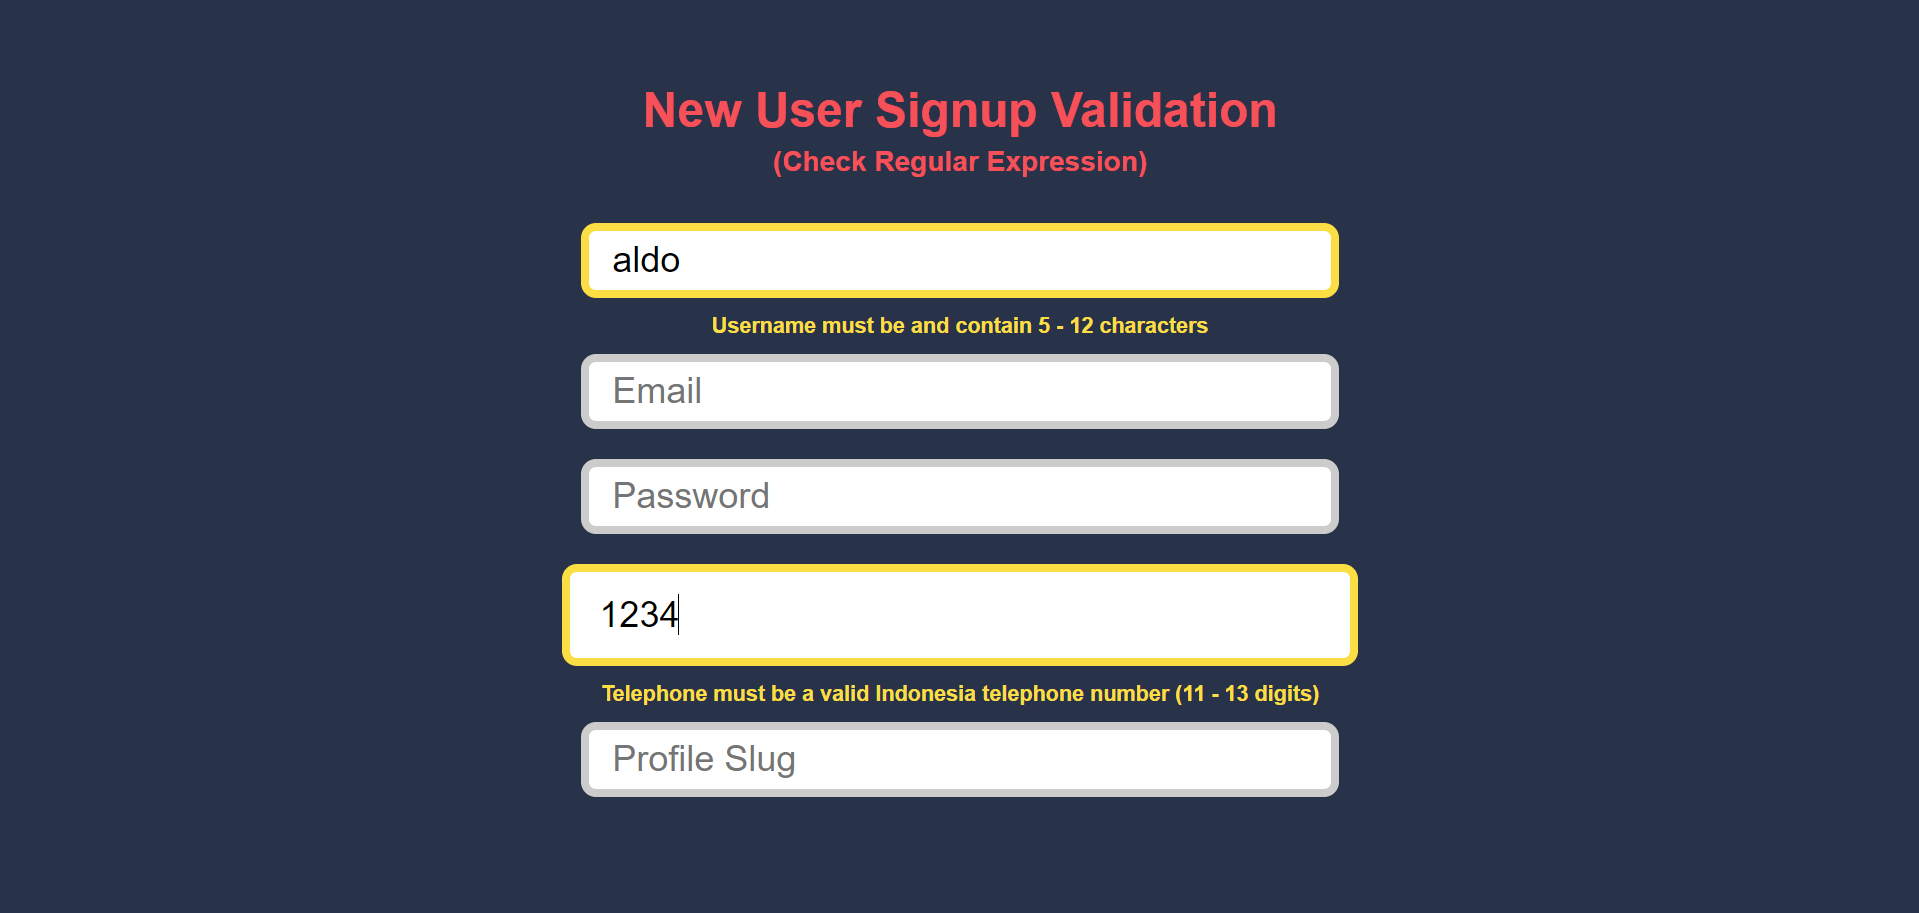 New User Signup Validation
(Check Regular Expression)
aldo
Username must be and contain 5 - 12 characters
Email
Password
1234
Telephone must be a valid Indonesia telephone number (11 - 13 digits)
Profile Slug